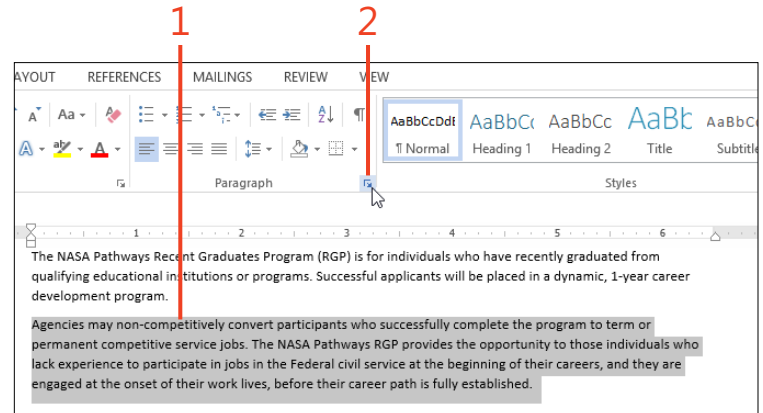 1 2
AYOUT REFERENCES MAILINGS REVIEW VIEW
A Aa A Z ¶ AaBbCcDdE AaBbCc AaBbCc AaBb AaBbC
A aby A ¶ Normal Heading 1 Heading 2 Title Subtitle
Paragraph Styles
1 2 3 4 5 6
The NASA Pathways Recent Graduates Program (RGP) is for individuals who have recently graduated from
qualifying educational institutions or programs. Successful applicants will be placed in a dynamic, 1-year career
development program.
Agencies may non-competitively convert participants who successfully complete the program to term or
permanent competitive service jobs. The NASA Pathways RGP provides the opportunity to those individuals who
lack experience to participate in jobs in the Federal civil service at the beginning of their careers, and they are
engaged at the onset of their work lives, before their career path is fully established.